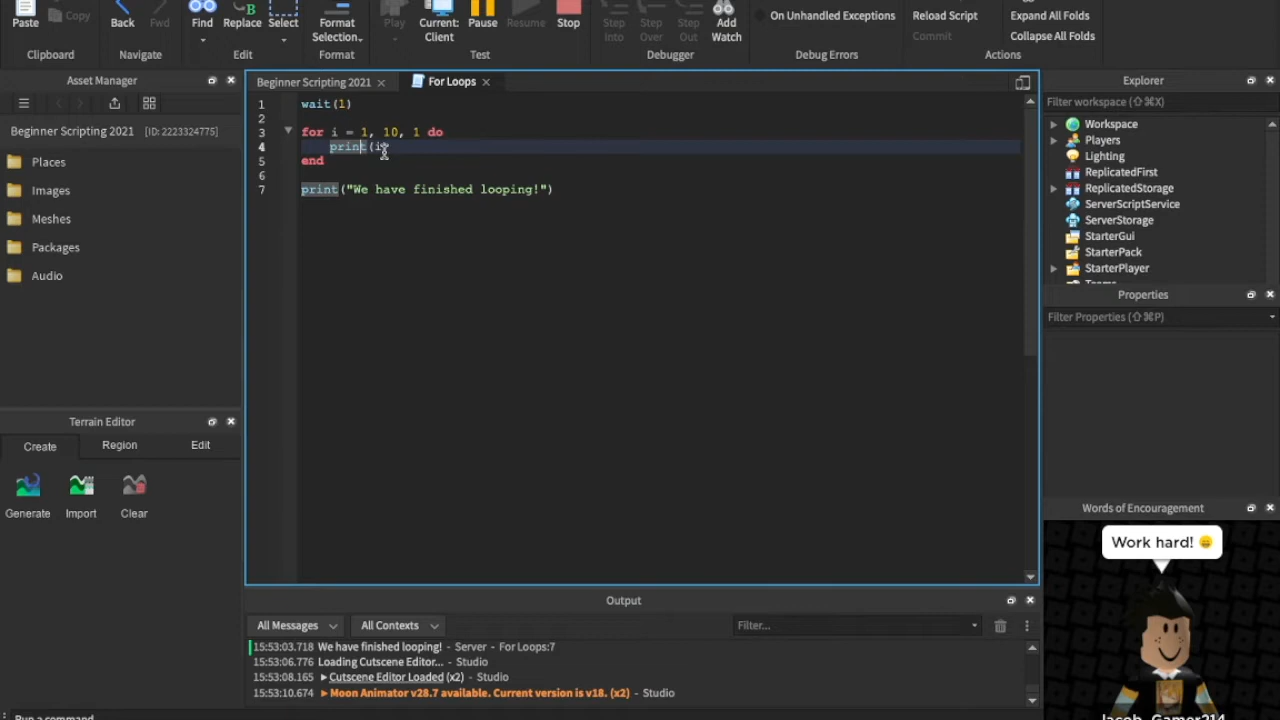 Paste
Copy
Back
Fwd
Find
Replace
Select
Format
Selection
Play
Current:
Client
Pause
Resume
Stop
Step
Into
Step
Over
Step
Out
Add
Watch
On Unhandled Exceptions
Reload Script
Commit
Expand All Folds
Collapse All Folds
Clipboard
Navigate
Edit
Format
Test
Debugger
Debug Errors
Actions
Asset Manager
Beginner Scripting 2021 [ID: 2223324775]
Places
Images
Meshes
Packages
Audio
Terrain Editor
Create
Region
Edit
Generate
Import
Clear
Beginner Scripting 2021
For Loops
1 wait(1)
2
3 for i = 1, 10, 1 do
4 print(i)
5 end
6
7 print("We have finished looping!")
Output
All Messages
All Contexts
Filter...
15:53:03.718 We have finished looping! - Server - For Loops:7
15:53:06.776 Loading Cutscene Editor... - Studio
15:53:08.165 ▶Cutscene Editor Loaded (x2) - Studio
15:53:10.674 ▶Moon Animator v28.7 available. Current version is v18. (x2) - Studio
Explorer
Filter workspace (⇧⌘X)
Workspace
Players
Lighting
ReplicatedFirst
ReplicatedStorage
ServerScriptService
ServerStorage
StarterGui
StarterPack
StarterPlayer
Teams
Properties
Filter Properties (⇧⌘P)
Words of Encouragement
Work hard! 😄
Jacob_Gamer214
Run a command